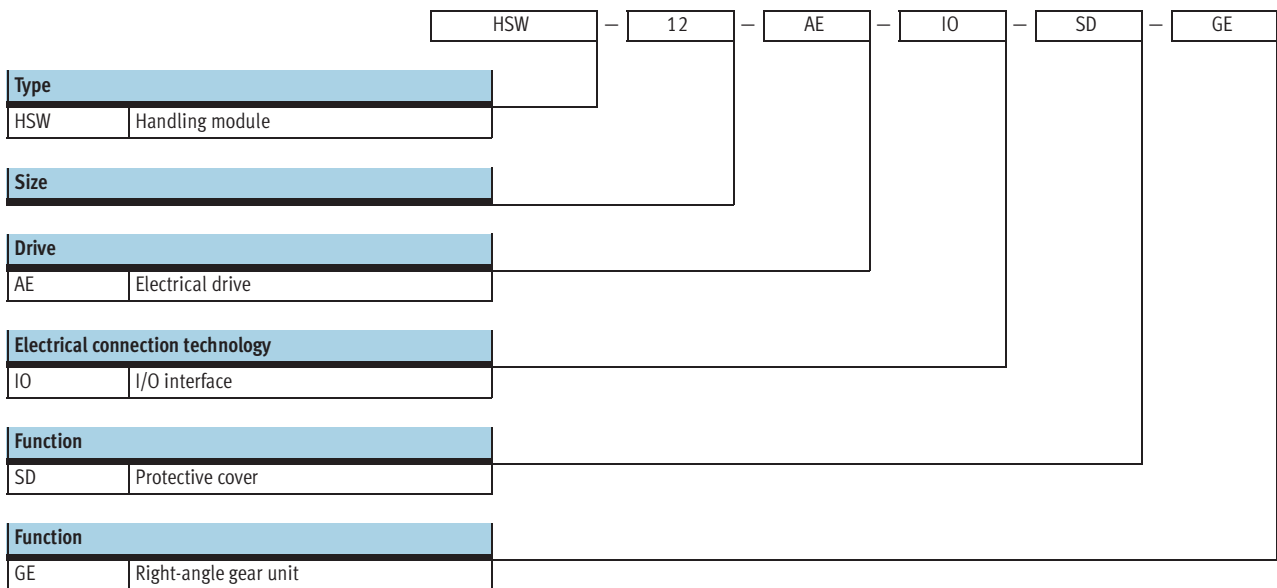 HSW – 12 – AE – IO – SD – GE
Type
HSW Handling module
Size
Drive
AE Electrical drive
Electrical connection technology
IO I/O interface
Function
SD Protective cover
Function
GE Right-angle gear unit